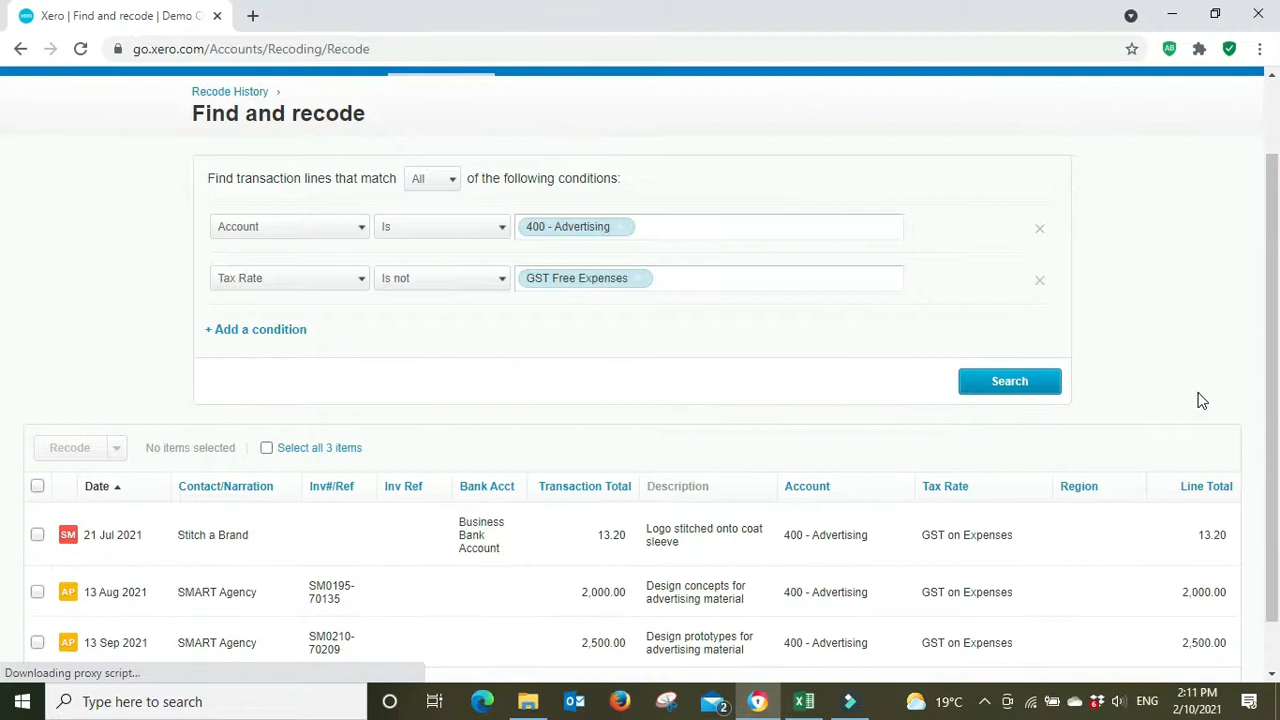 Xero | Find and recode | Demo C
go.xero.com/Accounts/Recoding/Recode
AB
Recode History ›
Find and recode
Find transaction lines that match All of the following conditions:
Account Is 400 - Advertising
Tax Rate Is not GST Free Expenses
+ Add a condition
Search
Recode No items selected Select all 3 items
Date Contact/Narration Inv#/Ref Inv Ref Bank Acct Transaction Total Description Account Tax Rate Region Line Total
SM 21 Jul 2021 Stitch a Brand Business Bank Account 13.20 Logo stitched onto coat sleeve 400 - Advertising GST on Expenses 13.20
AP 13 Aug 2021 SMART Agency SM0195-70135 2,000.00 Design concepts for advertising material 400 - Advertising GST on Expenses 2,000.00
AP 13 Sep 2021 SMART Agency SM0210-70209 2,500.00 Design prototypes for advertising material 400 - Advertising GST on Expenses 2,500.00
Downloading proxy script...
Type here to search 2 19°C ENG 2:11 PM
2/10/2021